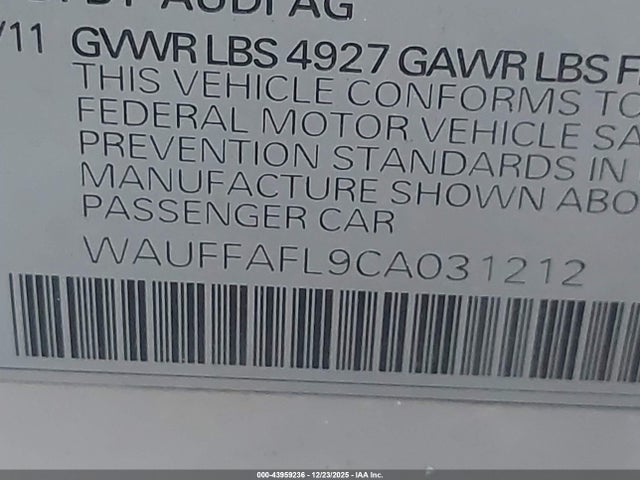 AUDI AG
/11 GVWR LBS 4927 GAWR LBS F
THIS VEHICLE CONFORMS TO
FEDERAL MOTOR VEHICLE SA
PREVENTION STANDARDS IN
MANUFACTURE SHOWN ABO
PASSENGER CAR
WAUFFAFL9CA031212
000-43959236 - 12/23/2025 - IAA Inc.